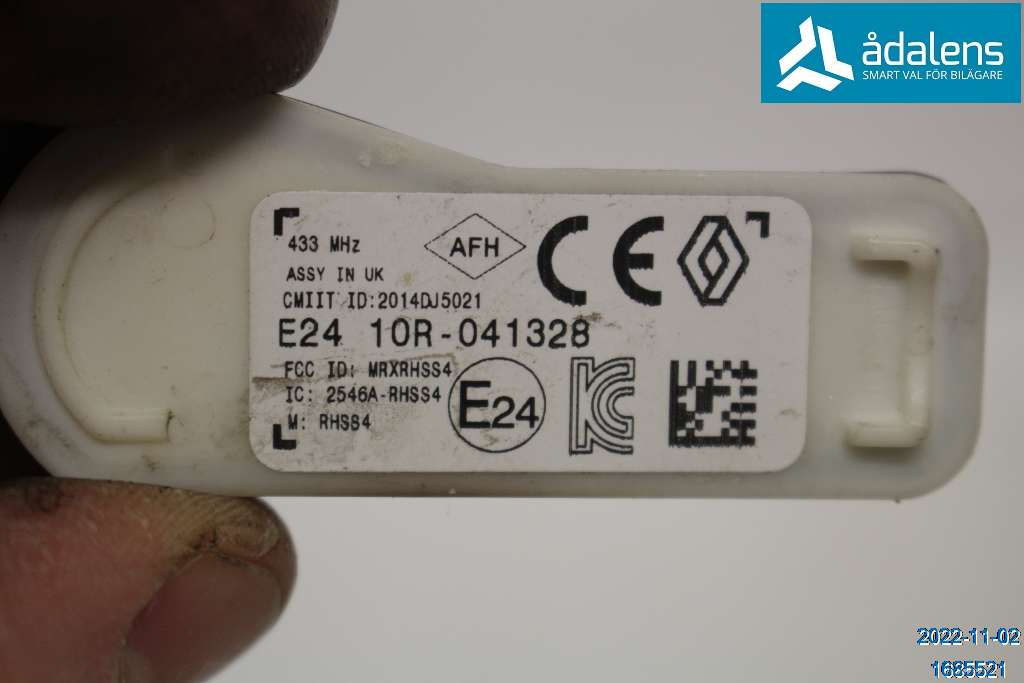 ådalens
SMART VAL FÖR BILÄGARE
433 MHz
AFH
CE
ASSY IN UK
CMIIT ID:2014DJ5021
E24 10R-041328
FCC ID: MRXRHSS4
IC: 2546A-RHSS4
M: RHSS4
E24
KC
2022-11-02
1685521